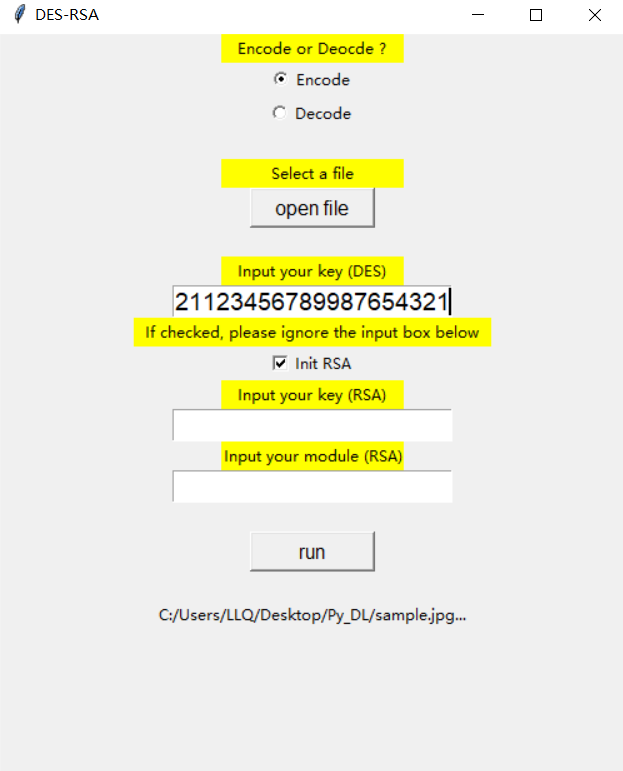 DES-RSA
Encode or Deocde ?
Encode
Decode
Select a file
open file
Input your key (DES)
21123456789987654321
If checked, please ignore the input box below
Init RSA
Input your key (RSA)
Input your module (RSA)
run
C:/Users/LLQ/Desktop/Py_DL/sample.jpg...